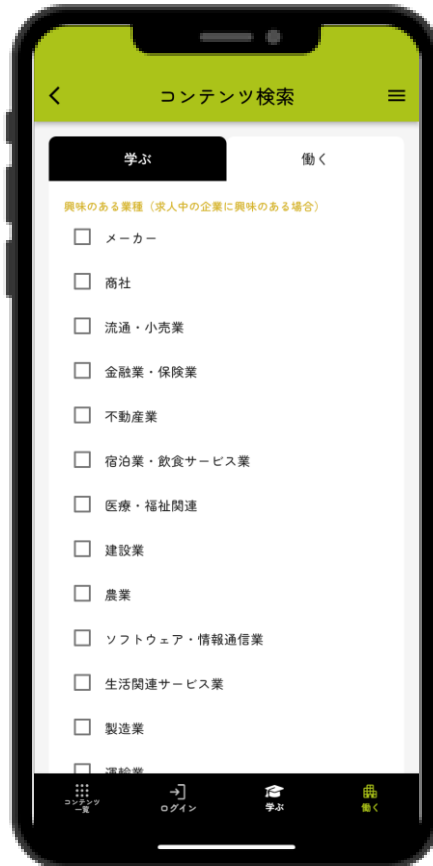 コンテンツ検索
学ぶ
働く
興味のある業種（求人中の企業に興味のある場合）
メーカー
商社
流通・小売業
金融業・保険業
不動産業
宿泊業・飲食サービス業
医療・福祉関連
建設業
農業
ソフトウェア・情報通信業
生活関連サービス業
製造業
運輸業
コンテンツ
一覧
ログイン
学ぶ
働く